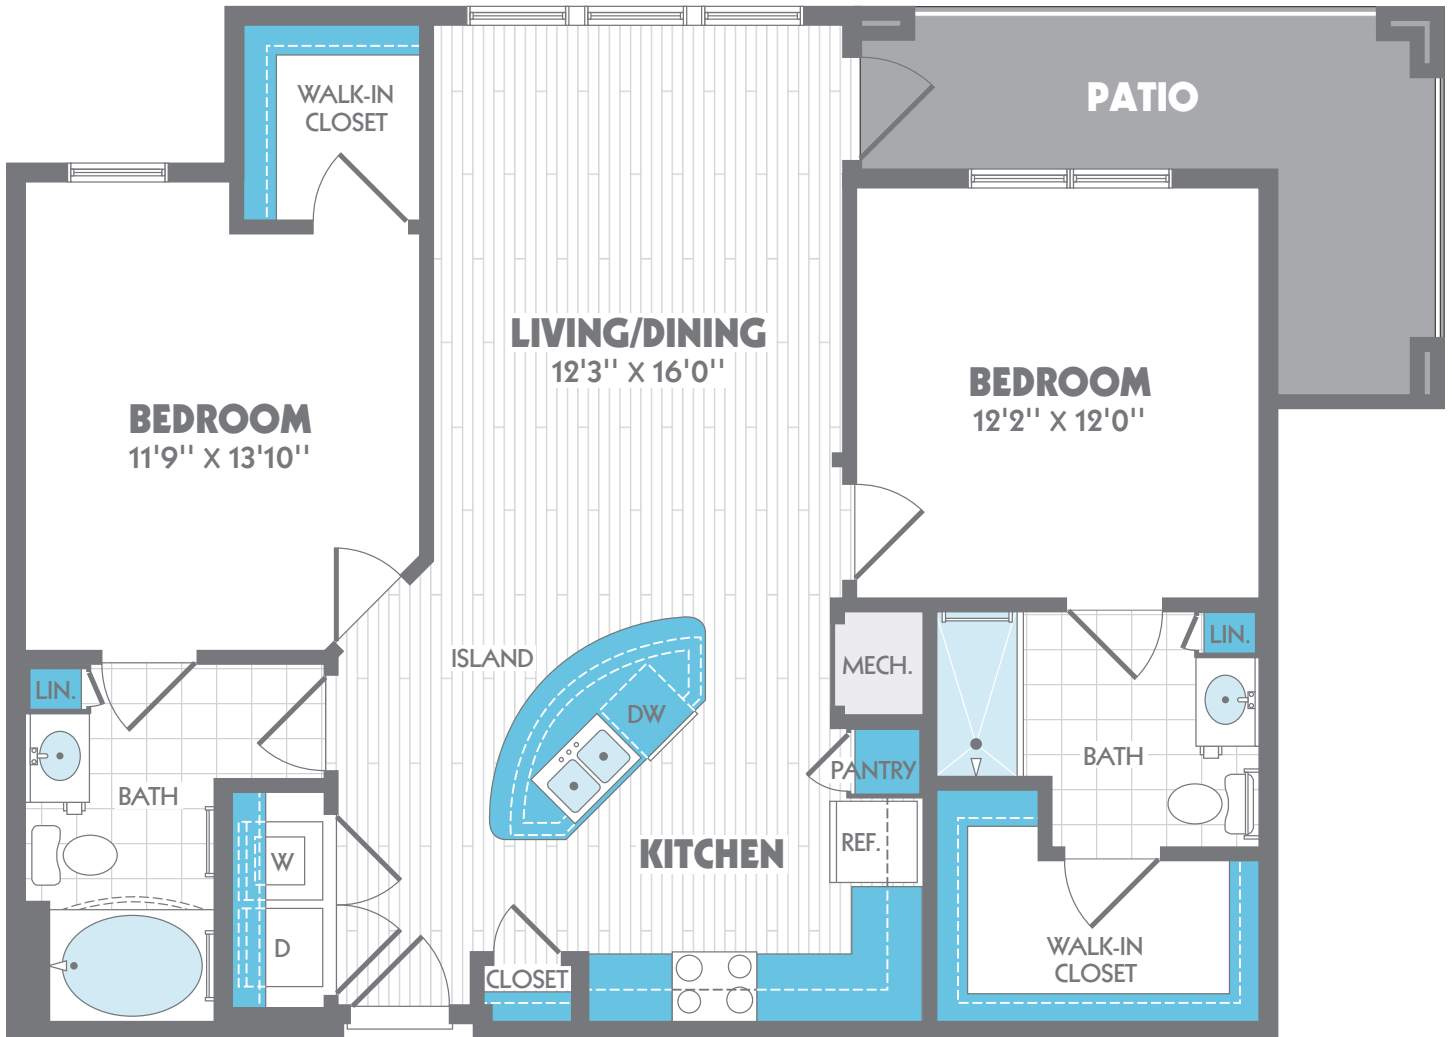 WALK-IN
CLOSET
PATIO
LIVING/DINING
12'3'' X 16'0''
BEDROOM
12'2'' X 12'0''
BEDROOM
11'9'' X 13'10''
ISLAND
DW
MECH.
LIN.
LIN.
BATH
PANTRY
BATH
REF.
KITCHEN
W
D
CLOSET
WALK-IN
CLOSET